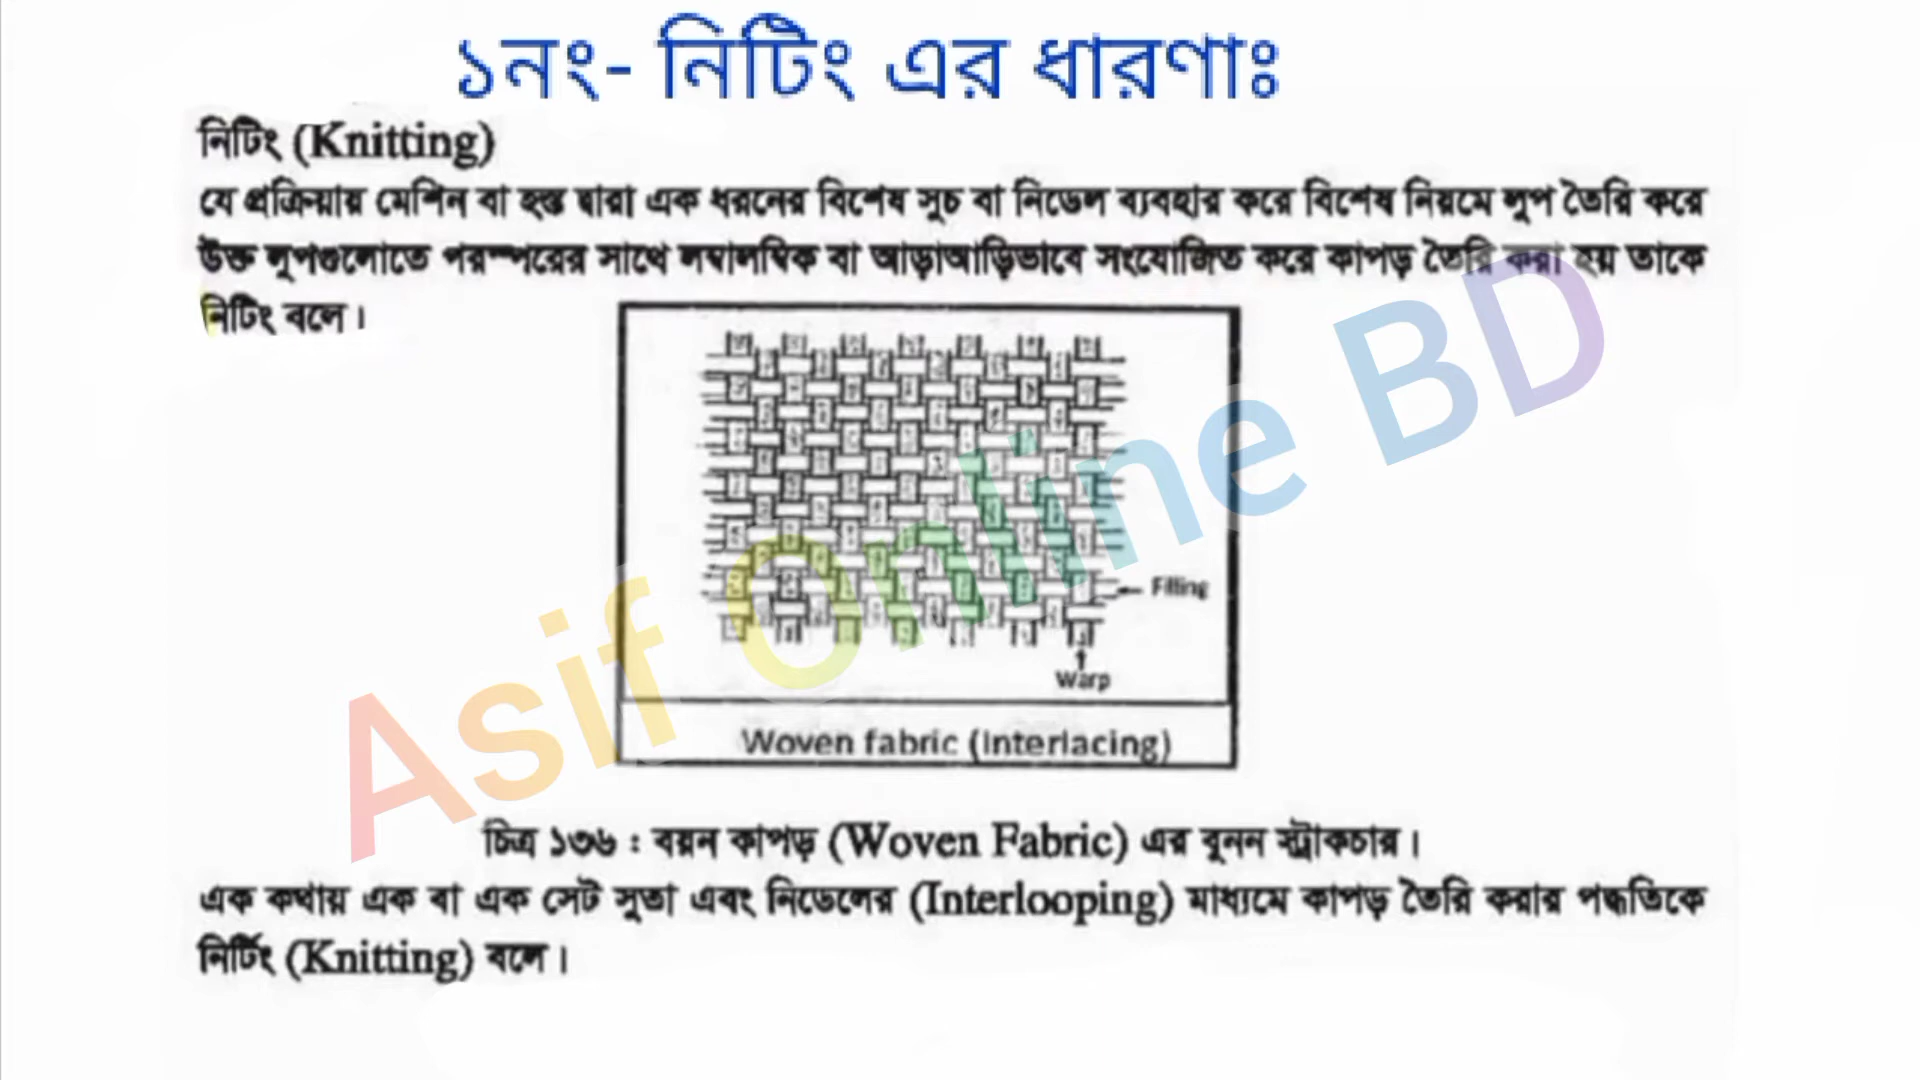 ১নং- নিটিং এর ধারণাঃ
নিটিং (Knitting)
যে প্রক্রিয়ায় মেশিন বা হস্ত দ্বারা এক ধরনের বিশেষ সুচ বা নিডেল ব্যবহার করে বিশেষ নিয়মে লুপ তৈরি করে
উক্ত লুপগুলোতে পরস্পরের সাথে লম্বালম্বিক বা আড়াআড়িভাবে সংযোজিত করে কাপড় তৈরি করা হয় তাকে
নিটিং বলে।
Filling
Warp
Woven fabric (Interlacing)
Asif Online BD
চিত্র ১৩৬ : বয়ন কাপড় (Woven Fabric) এর বুনন স্ট্রাকচার।
এক কথায় এক বা এক সেট সুতা এবং নিডেলের (Interlooping) মাধ্যমে কাপড় তৈরি করার পদ্ধতিকে
নির্টিং (Knitting) বলে।